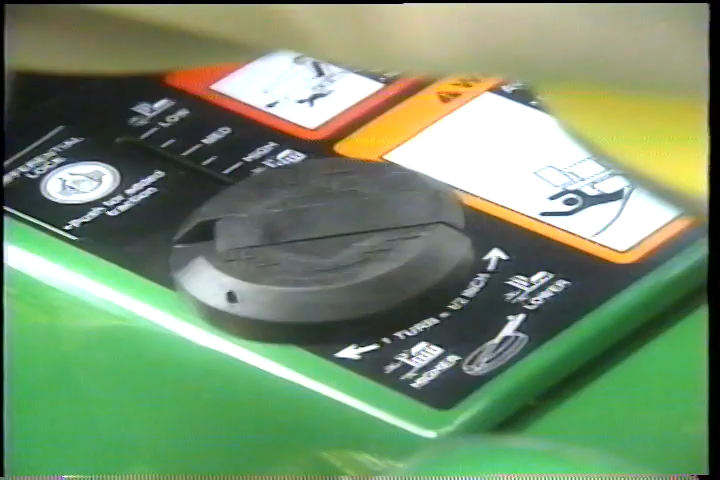 LOW
MED
HIGH
DIFFERENTIAL
LOCK
Push for added
traction
1 TURN = 1/2 INCH
LOWER
HIGHER